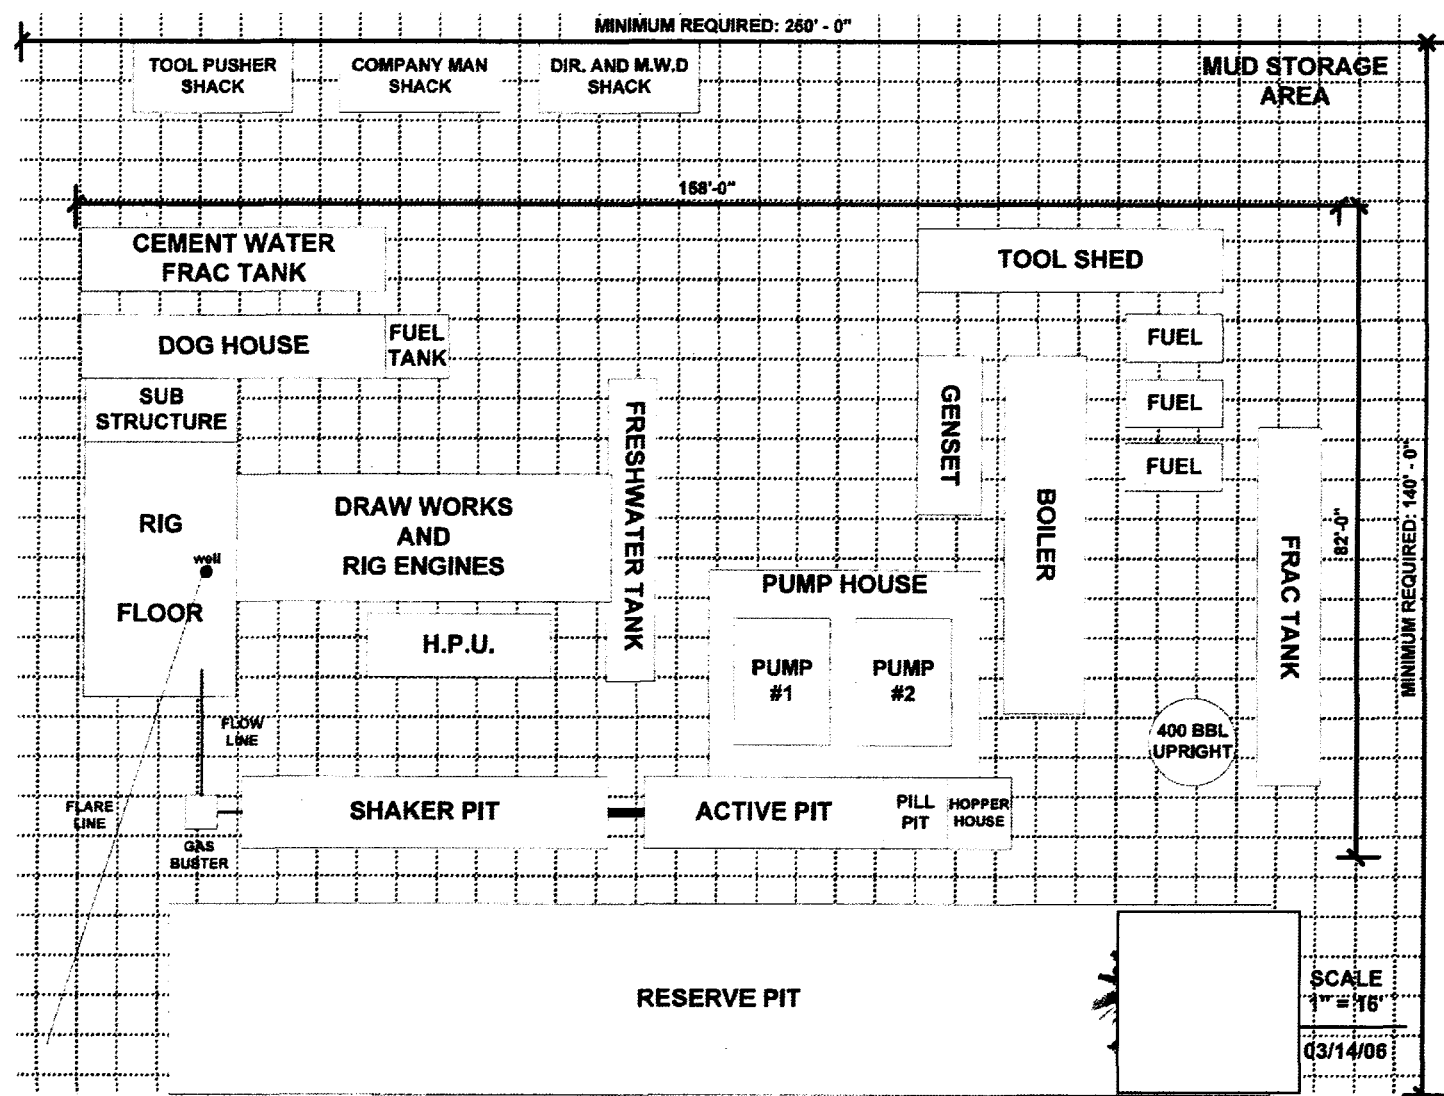 MINIMUM REQUIRED: 250' - 0"
TOOL PUSHER
SHACK
COMPANY MAN
SHACK
DIR. AND M.W.D
SHACK
MUD STORAGE
AREA
158'-0"
CEMENT WATER
FRAC TANK
TOOL SHED
DOG HOUSE
FUEL
TANK
FUEL
FUEL
FUEL
SUB
STRUCTURE
FRESHWATER TANK
GENSET
BOILER
FRAC TANK
82'-0"
MINIMUM REQUIRED: 140' - 0"
RIG
FLOOR
well
DRAW WORKS
AND
RIG ENGINES
H.P.U.
PUMP HOUSE
PUMP
#1
PUMP
#2
400 BBL
UPRIGHT
FLOW
LINE
FLARE
LINE
GAS
BUSTER
SHAKER PIT
ACTIVE PIT
PILL
PIT
HOPPER
HOUSE
RESERVE PIT
SCALE
1" = 16'
03/14/06